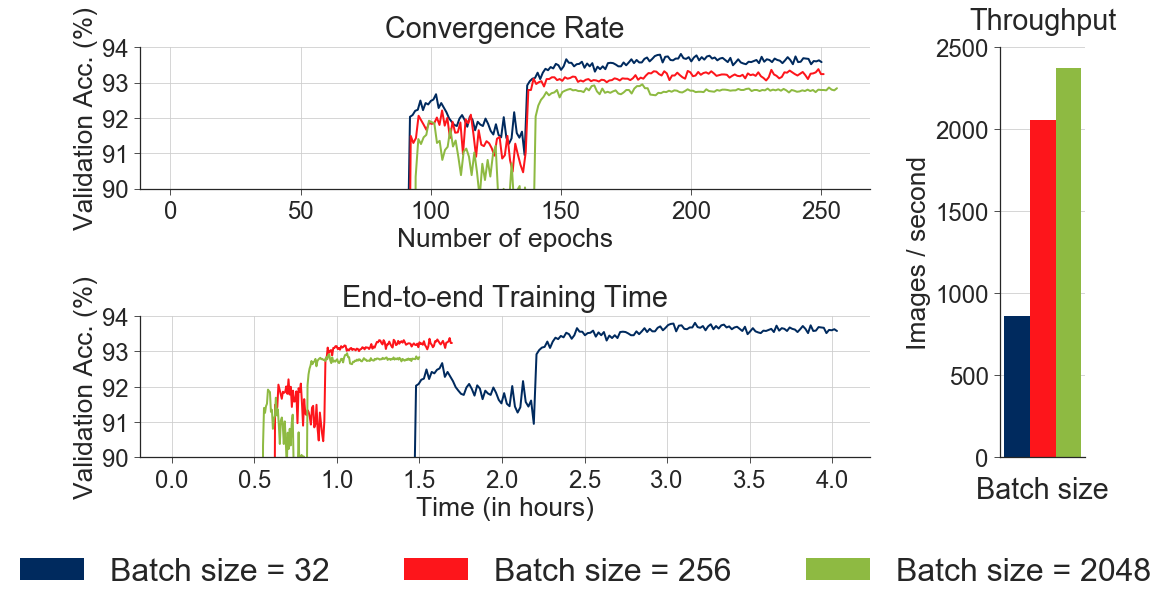 Convergence Rate
Validation Acc. (%)
94
93
92
91
90
0 50 100 150 200 250
Number of epochs
End-to-end Training Time
Validation Acc. (%)
94
93
92
91
90
0.0 0.5 1.0 1.5 2.0 2.5 3.0 3.5 4.0
Time (in hours)
Throughput
Images / second
2500
2000
1500
1000
500
0
Batch size
Batch size = 32 Batch size = 256 Batch size = 2048